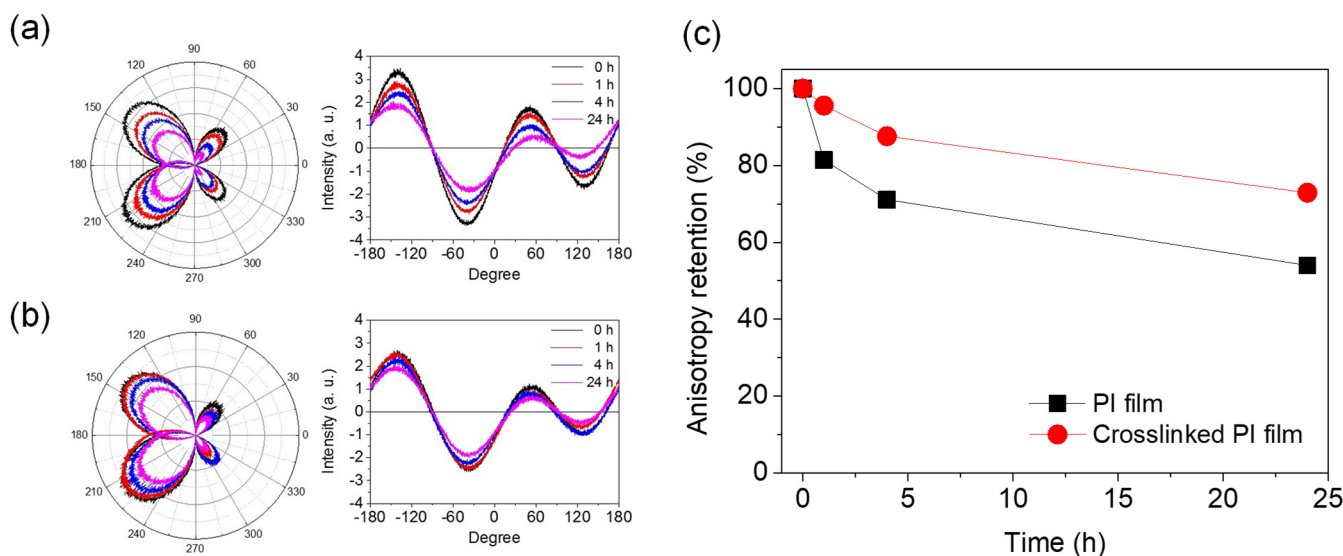 (a)
90
120
60
150
30
180
0
210
330
240
300
270
4
3
2
1
0
-1
-2
-3
-4
-180 -120 -60 0 60 120 180
Intensity (a. u.)
Degree
0 h
1 h
4 h
24 h
(b)
90
120
60
150
30
180
0
210
330
240
300
270
4
3
2
1
0
-1
-2
-3
-4
-180 -120 -60 0 60 120 180
Intensity (a. u.)
Degree
0 h
1 h
4 h
24 h
(c)
100
80
60
40
20
0
0 5 10 15 20 25
Anisotropy retention (%)
Time (h)
PI film
Crosslinked PI film